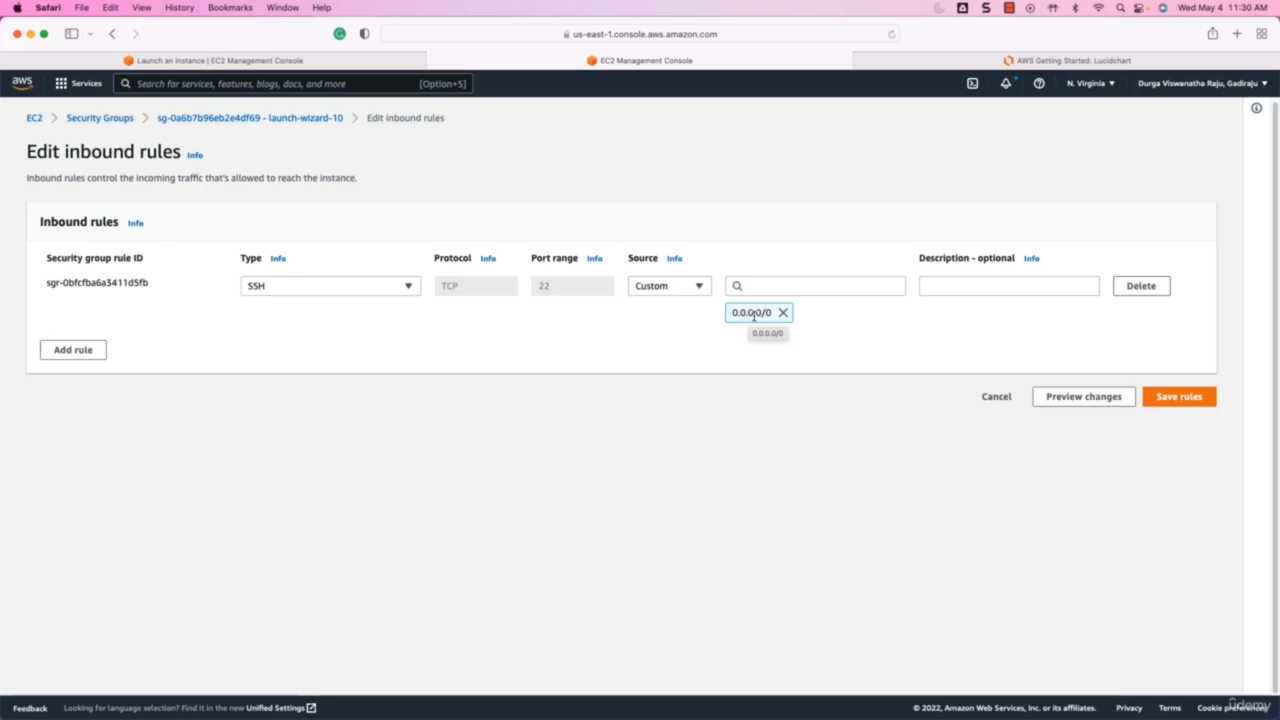 Safari File Edit View History Bookmarks Window Help Wed May 4 11:30 AM
us-east-1.console.aws.amazon.com
Launch an instance | EC2 Management Console EC2 Management Console AWS Getting Started: Lucidchart
aws Services Search for services, features, blogs, docs, and more [Option+S] N. Virginia Durga Viswanatha Raju, Gadiraju
EC2 Security Groups sg-0a6b7b96eb2e4df69 - launch-wizard-10 Edit inbound rules
Edit inbound rules Info
Inbound rules control the incoming traffic that's allowed to reach the instance.
Inbound rules Info
Security group rule ID Type Info Protocol Info Port range Info Source Info Description - optional Info
sgr-0bfcfba6a3411d5fb SSH TCP 22 Custom Delete
0.0.0.0/0
0.0.0.0/0
Add rule
Cancel Preview changes Save rules
Feedback Looking for language selection? Find it in the new Unified Settings © 2022, Amazon Web Services, Inc. or its affiliates. Privacy Terms Cookie preferences
udemy